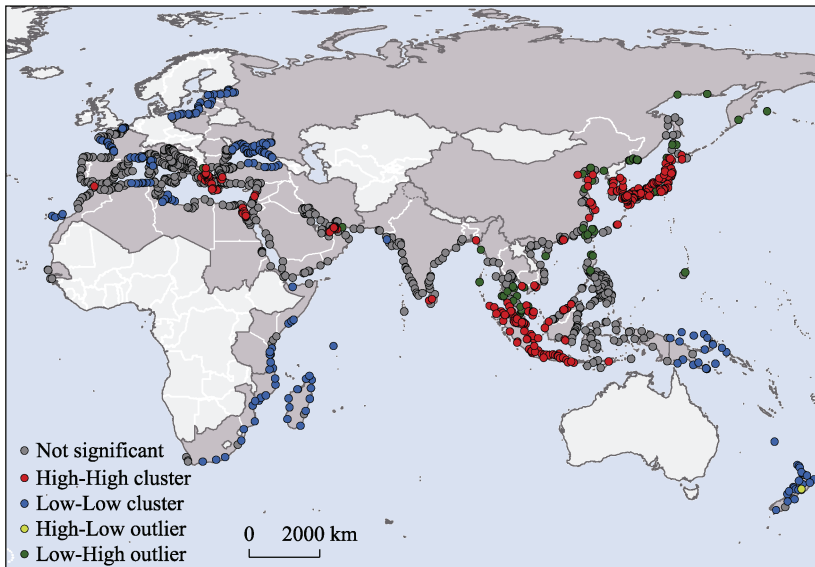 Not significant
High-High cluster
Low-Low cluster
High-Low outlier
Low-High outlier
0 2000 km